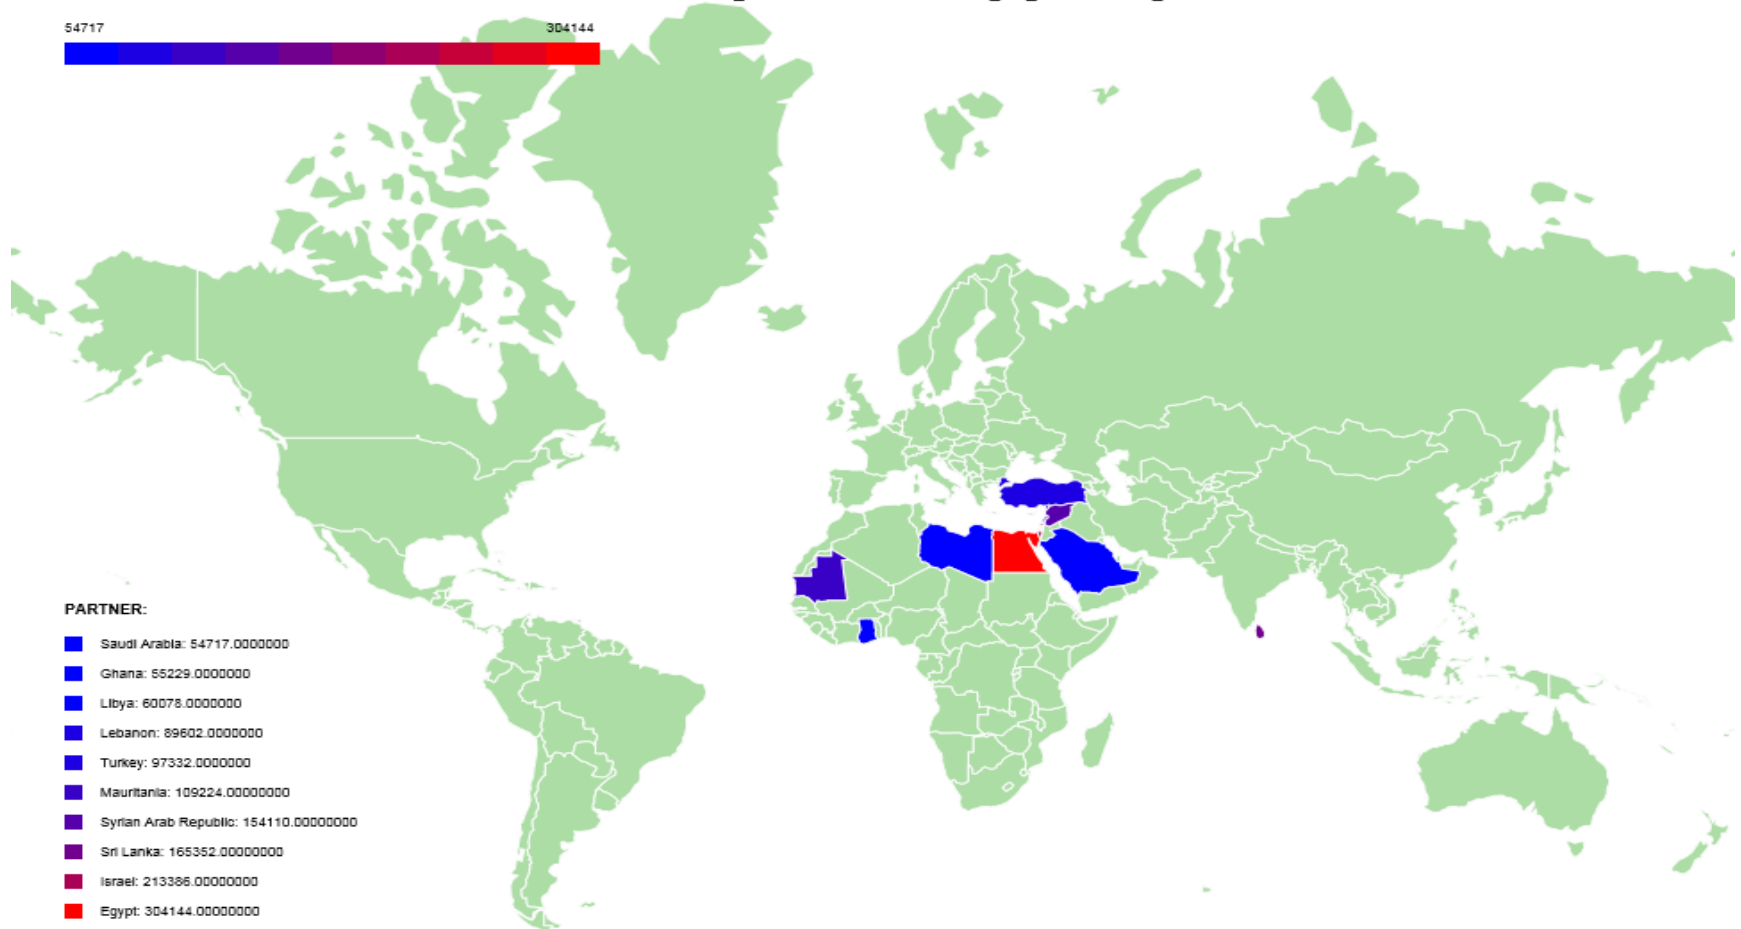 54717
304144
PARTNER:
Saudi Arabia: 54717.0000000
Ghana: 55229.0000000
Libya: 60078.0000000
Lebanon: 89602.0000000
Turkey: 97332.0000000
Mauritania: 109224.00000000
Syrian Arab Republic: 154110.00000000
Sri Lanka: 165352.00000000
Israel: 213386.00000000
Egypt: 304144.00000000